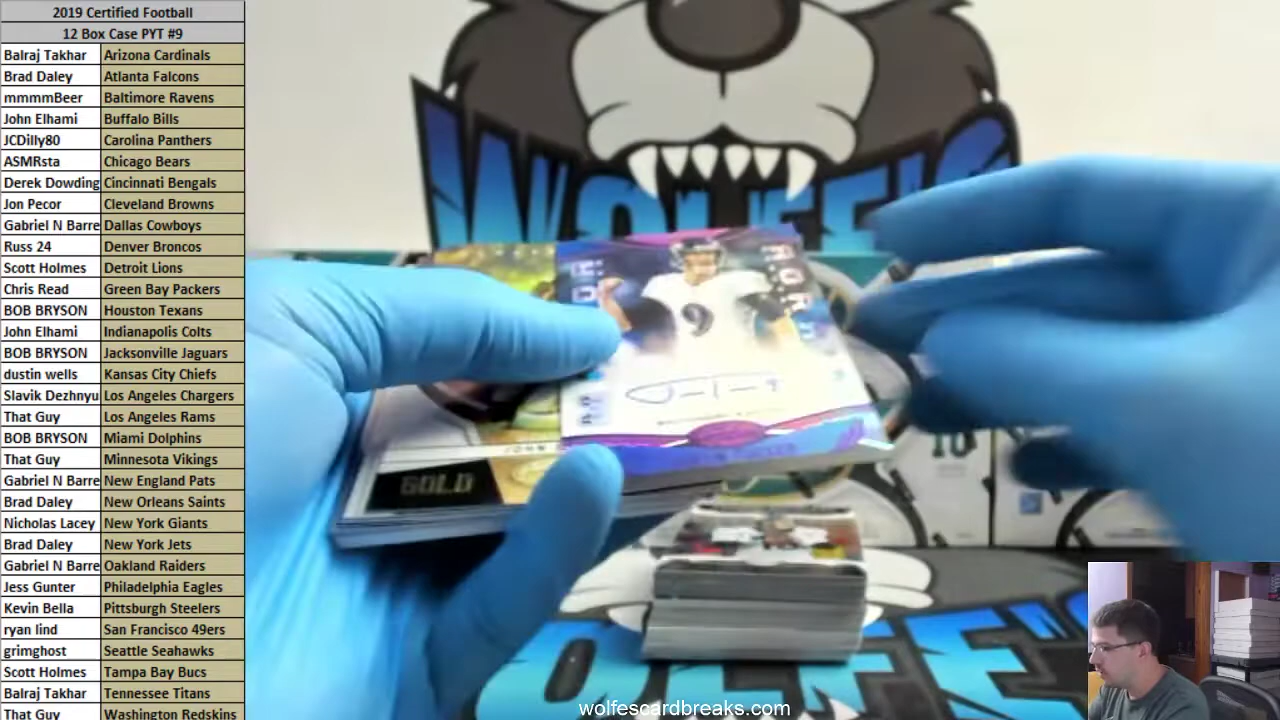 2019 Certified Football
12 Box Case PYT #9
Balraj Takhar Arizona Cardinals
Brad Daley Atlanta Falcons
mmmmBeer Baltimore Ravens
John Elhami Buffalo Bills
JCDilly80 Carolina Panthers
ASMRsta Chicago Bears
Derek Dowding Cincinnati Bengals
Jon Pecor Cleveland Browns
Gabriel N Barre Dallas Cowboys
Russ 24 Denver Broncos
Scott Holmes Detroit Lions
Chris Read Green Bay Packers
BOB BRYSON Houston Texans
John Elhami Indianapolis Colts
BOB BRYSON Jacksonville Jaguars
dustin wells Kansas City Chiefs
Slavik Dezhnyu Los Angeles Chargers
That Guy Los Angeles Rams
BOB BRYSON Miami Dolphins
That Guy Minnesota Vikings
Gabriel N Barre New England Pats
Brad Daley New Orleans Saints
Nicholas Lacey New York Giants
Brad Daley New York Jets
Gabriel N Barre Oakland Raiders
Jess Gunter Philadelphia Eagles
Kevin Bella Pittsburgh Steelers
ryan lind San Francisco 49ers
grimghost Seattle Seahawks
Scott Holmes Tampa Bay Bucs
Balraj Takhar Tennessee Titans
That Guy Washington Redskins
WOLFE'S
9
GOLD
10
OLFE'S
wolfescardbreaks.com